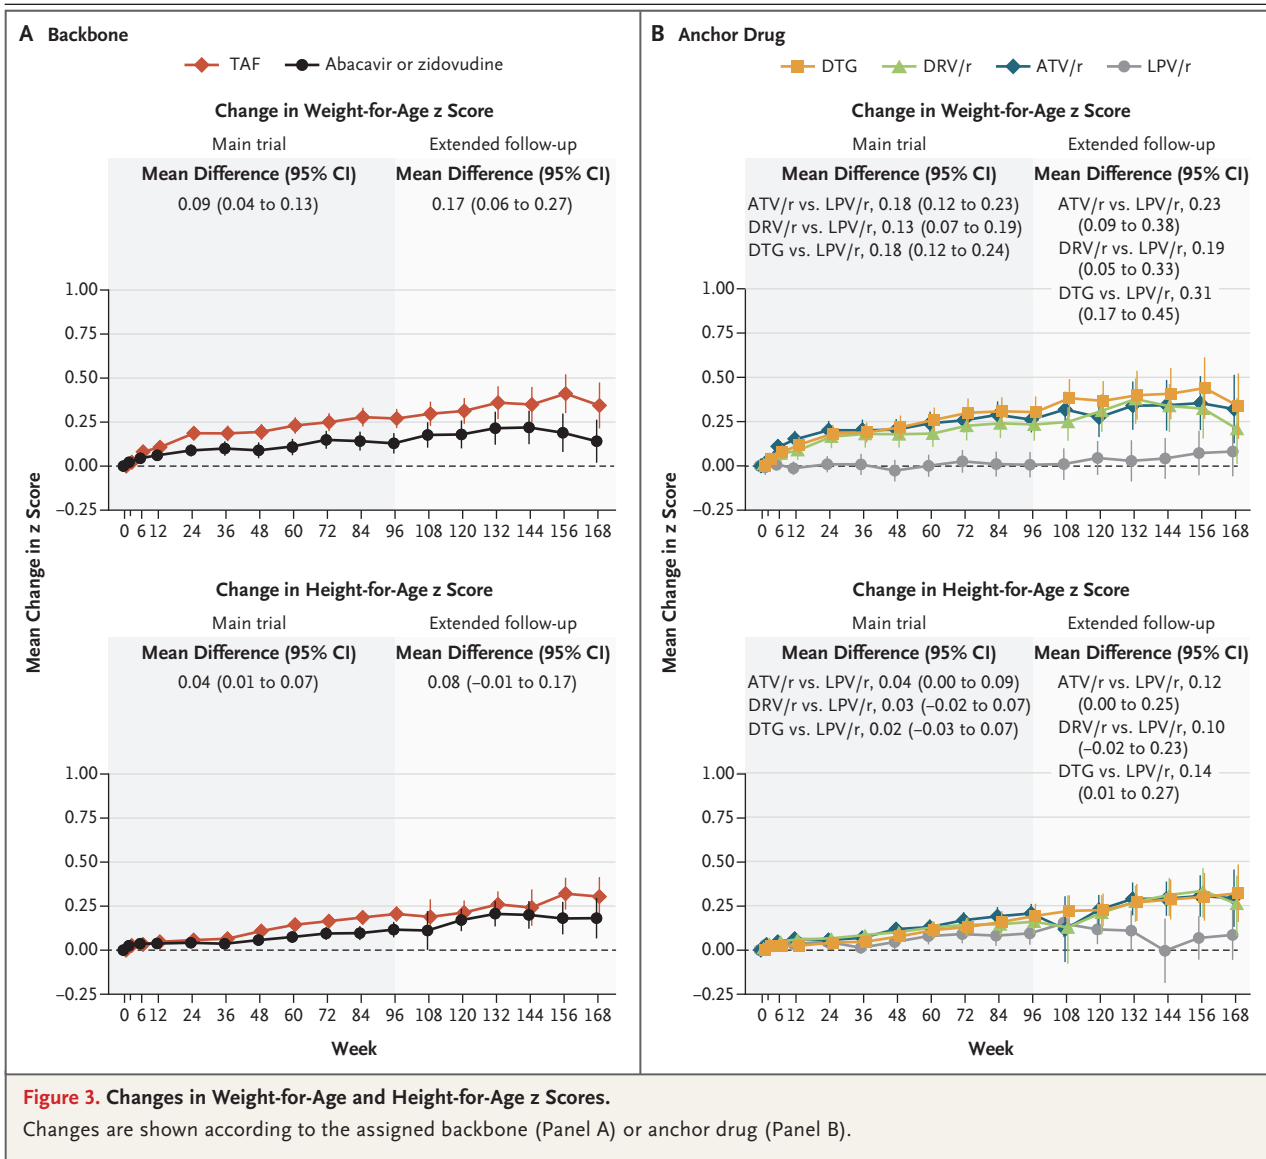 A Backbone
TAF
Abacavir or zidovudine
Change in Weight-for-Age z Score
Main trial
Extended follow-up
Mean Difference (95% CI)
Mean Difference (95% CI)
0.09 (0.04 to 0.13)
0.17 (0.06 to 0.27)
1.00
0.75
0.50
0.25
0.00
−0.25
0 6 12 24 36 48 60 72 84 96 108 120 132 144 156 168
Change in Height-for-Age z Score
Main trial
Extended follow-up
Mean Difference (95% CI)
Mean Difference (95% CI)
0.04 (0.01 to 0.07)
0.08 (−0.01 to 0.17)
1.00
0.75
0.50
0.25
0.00
−0.25
0 6 12 24 36 48 60 72 84 96 108 120 132 144 156 168
Mean Change in z Score
Week
B Anchor Drug
DTG
DRV/r
ATV/r
LPV/r
Change in Weight-for-Age z Score
Main trial
Extended follow-up
Mean Difference (95% CI)
Mean Difference (95% CI)
ATV/r vs. LPV/r, 0.18 (0.12 to 0.23)
DRV/r vs. LPV/r, 0.13 (0.07 to 0.19)
DTG vs. LPV/r, 0.18 (0.12 to 0.24)
ATV/r vs. LPV/r, 0.23
(0.09 to 0.38)
DRV/r vs. LPV/r, 0.19
(0.05 to 0.33)
DTG vs. LPV/r, 0.31
(0.17 to 0.45)
1.00
0.75
0.50
0.25
0.00
−0.25
0 6 12 24 36 48 60 72 84 96 108 120 132 144 156 168
Change in Height-for-Age z Score
Main trial
Extended follow-up
Mean Difference (95% CI)
Mean Difference (95% CI)
ATV/r vs. LPV/r, 0.04 (0.00 to 0.09)
DRV/r vs. LPV/r, 0.03 (−0.02 to 0.07)
DTG vs. LPV/r, 0.02 (−0.03 to 0.07)
ATV/r vs. LPV/r, 0.12
(0.00 to 0.25)
DRV/r vs. LPV/r, 0.10
(−0.02 to 0.23)
DTG vs. LPV/r, 0.14
(0.01 to 0.27)
1.00
0.75
0.50
0.25
0.00
−0.25
0 6 12 24 36 48 60 72 84 96 108 120 132 144 156 168
Mean Change in z Score
Week
Figure 3. Changes in Weight-for-Age and Height-for-Age z Scores.
Changes are shown according to the assigned backbone (Panel A) or anchor drug (Panel B).